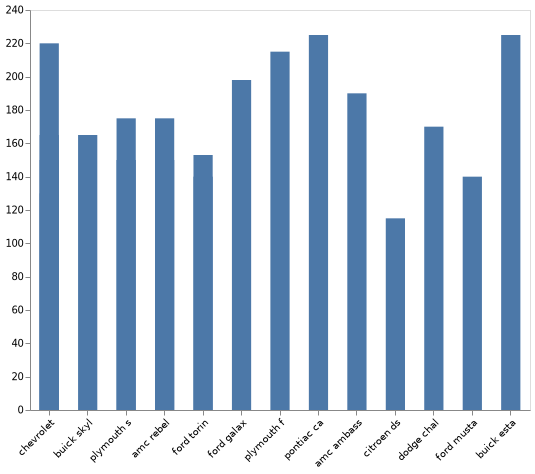 240
220
200
180
160
140
120
100
80
60
40
20
0
chevrolet
buick skyl
plymouth s
amc rebel
ford torin
ford galax
plymouth f
pontiac ca
amc ambass
citroen ds
dodge chal
ford musta
buick esta